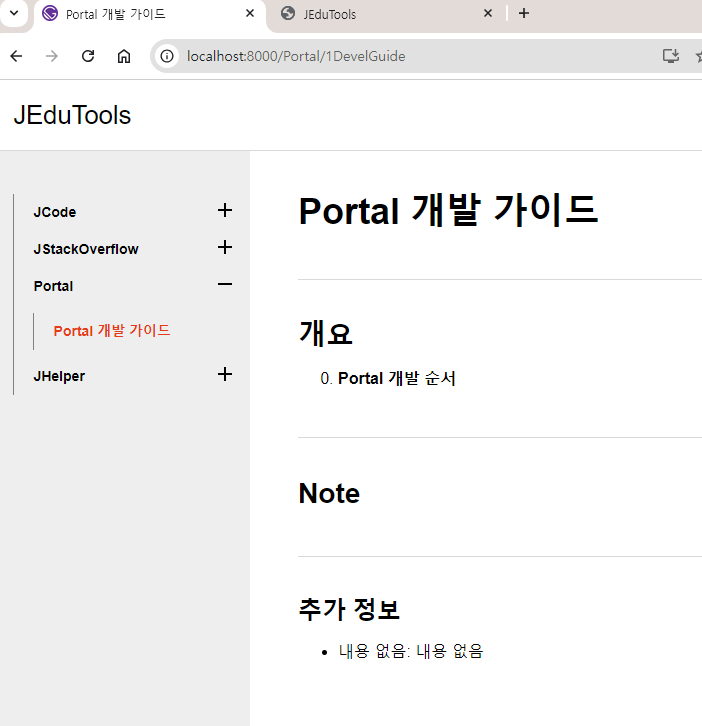 Portal 개발 가이드
JEduTools
localhost:8000/Portal/1DevelGuide
JEduTools
JCode
JStackOverflow
Portal
Portal 개발 가이드
JHelper
Portal 개발 가이드
개요
0. Portal 개발 순서
Note
추가 정보
• 내용 없음: 내용 없음